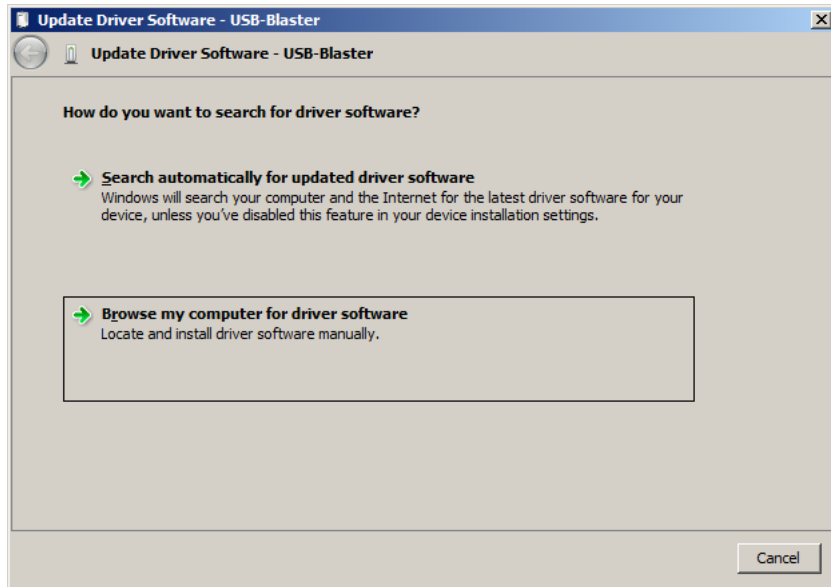 Update Driver Software - USB-Blaster
Update Driver Software - USB-Blaster
How do you want to search for driver software?
Search automatically for updated driver software
Windows will search your computer and the Internet for the latest driver software for your
device, unless you've disabled this feature in your device installation settings.
Browse my computer for driver software
Locate and install driver software manually.
Cancel